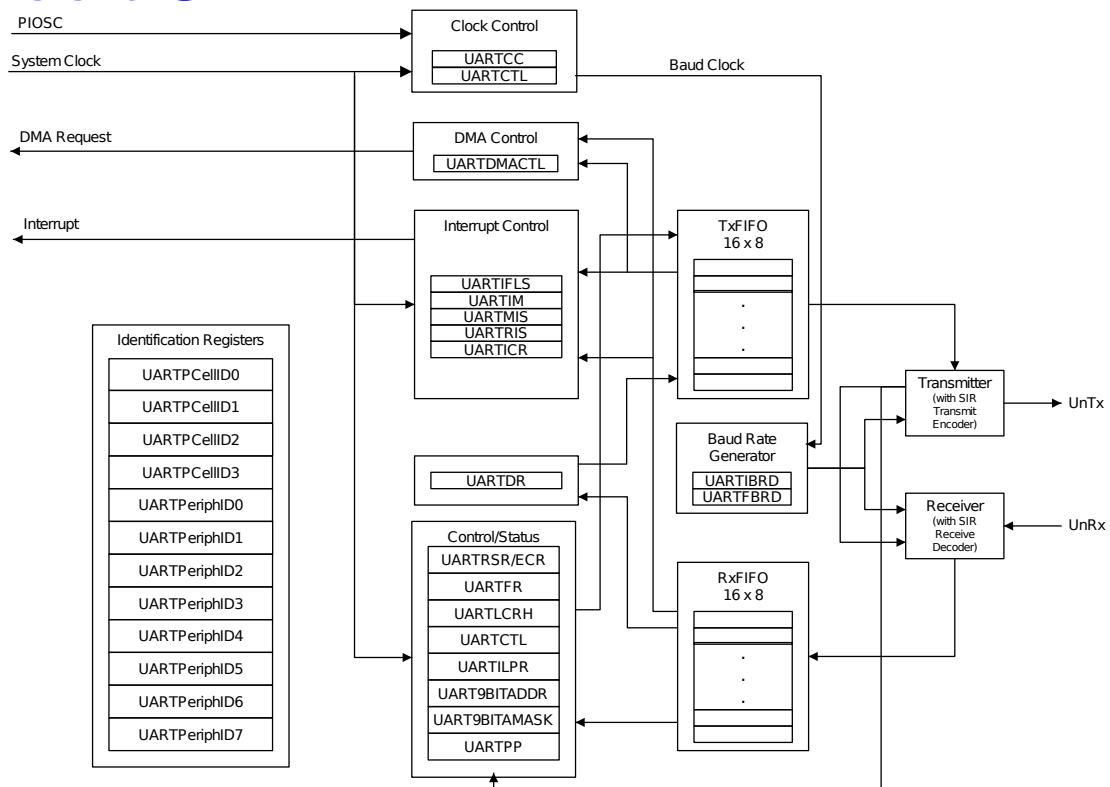 PIOSC
System Clock
Clock Control
UARTCC
UARTCTL
Baud Clock
DMA Request
DMA Control
UARTDMACTL
Interrupt
Interrupt Control
UARTIFLS
UARTIM
UARTMIS
UARTRIS
UARTICR
TxFIFO
16 x 8
.
.
.
Identification Registers
UARTPCellID0
UARTPCellID1
UARTPCellID2
UARTPCellID3
UARTPeriphID0
UARTPeriphID1
UARTPeriphID2
UARTPeriphID3
UARTPeriphID4
UARTPeriphID5
UARTPeriphID6
UARTPeriphID7
Transmitter
(with SIR
Transmit
Encoder)
UnTx
Baud Rate
Generator
UARTIBRD
UARTFBRD
UARTDR
Receiver
(with SIR
Receive
Decoder)
UnRx
Control/Status
UARTRSR/ECR
UARTFR
UARTLCRH
UARTCTL
UARTILPR
UART9BITADDR
UART9BITAMASK
UARTPP
RxFIFO
16 x 8
.
.
.